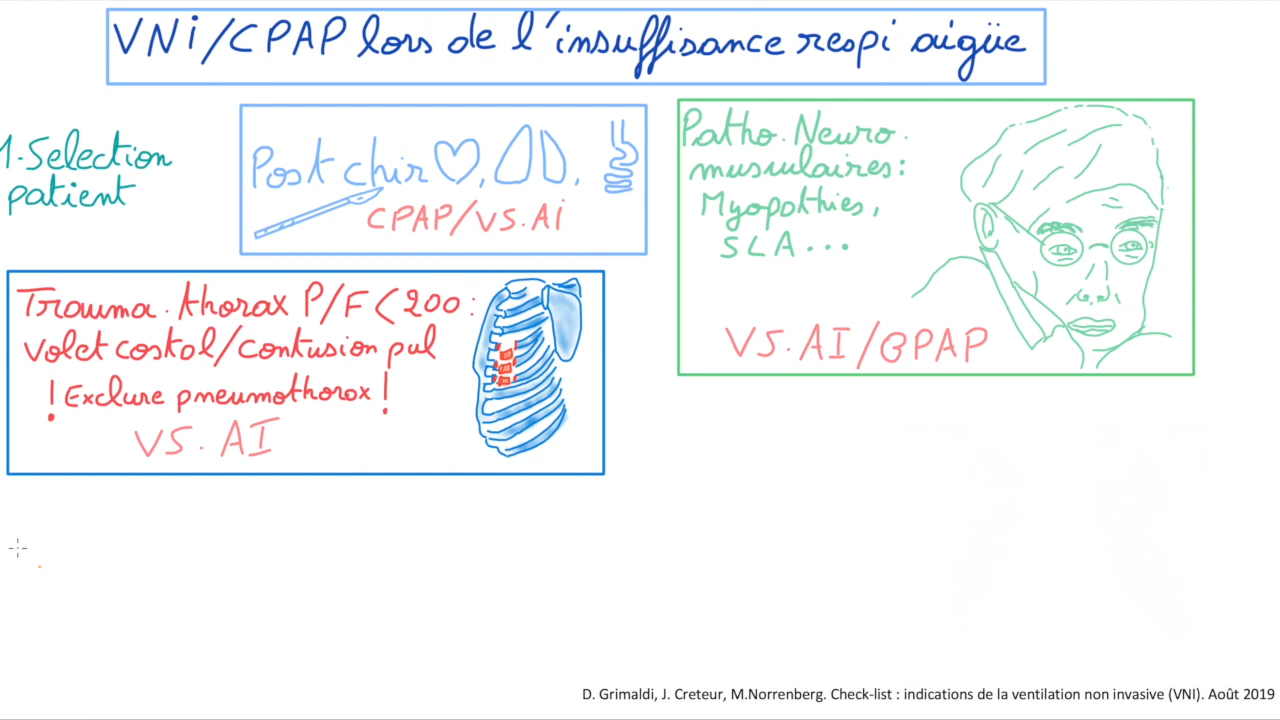 VNi/CPAP lors de l'insuffisance respi aigüe
1-Selection
patient
Post chir , ,
CPAP/VS.Ai
Patho.Neuro.
musculaires:
Myopathies,
SLA...
VS.AI/BPAP
Trauma.thorax P/F<200:
Volet costal/contusion pul
! Exclure pneumothorax !
VS.AI
D. Grimaldi, J. Creteur, M.Norrenberg. Check-list : indications de la ventilation non invasive (VNI). Août 2019